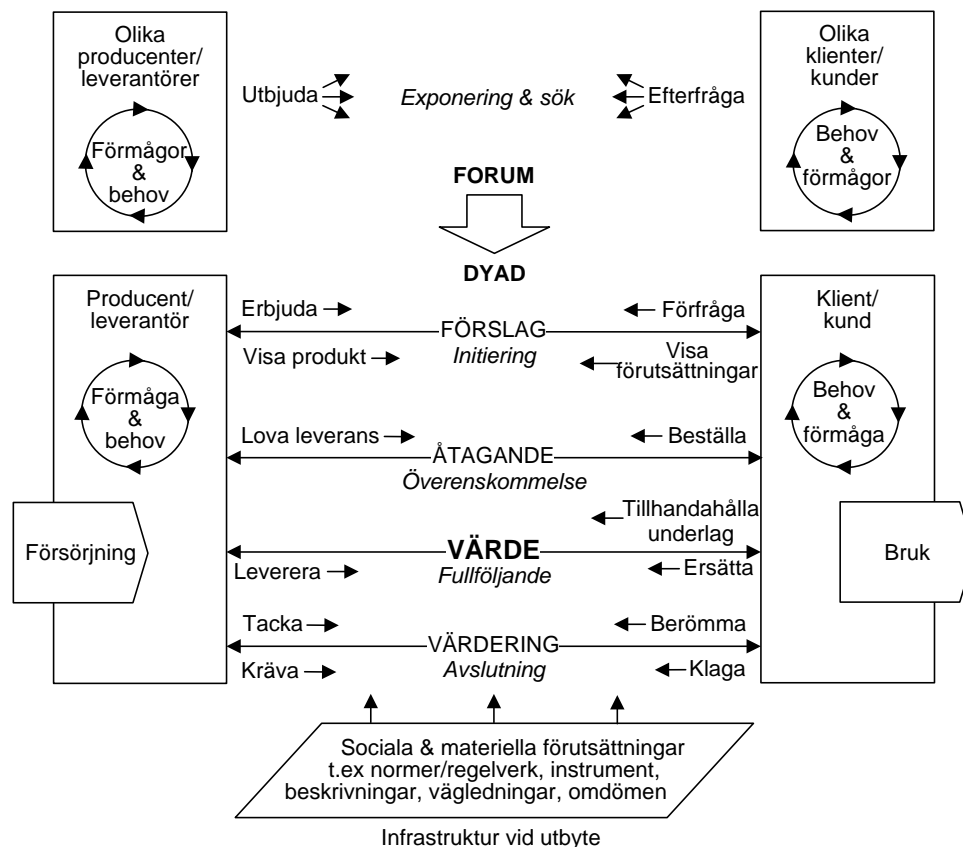 Olika
producenter/
leverantörer
Förmågor
&
behov
Utbjuda
Exponering & sök
Efterfråga
Olika
klienter/
kunder
Behov
&
förmågor
FORUM
DYAD
Producent/
leverantör
Förmåga
&
behov
Försörjning
Erbjuda
Förfråga
FÖRSLAG
Initiering
Visa produkt
Visa
förutsättningar
Lova leverans
Beställa
ÅTAGANDE
Överenskommelse
Tillhandahålla
underlag
VÄRDE
Fullföljande
Leverera
Ersätta
Tacka
Berömma
VÄRDERING
Avslutning
Kräva
Klaga
Klient/
kund
Behov
&
förmåga
Bruk
Sociala & materiella förutsättningar
t.ex normer/regelverk, instrument,
beskrivningar, vägledningar, omdömen
Infrastruktur vid utbyte